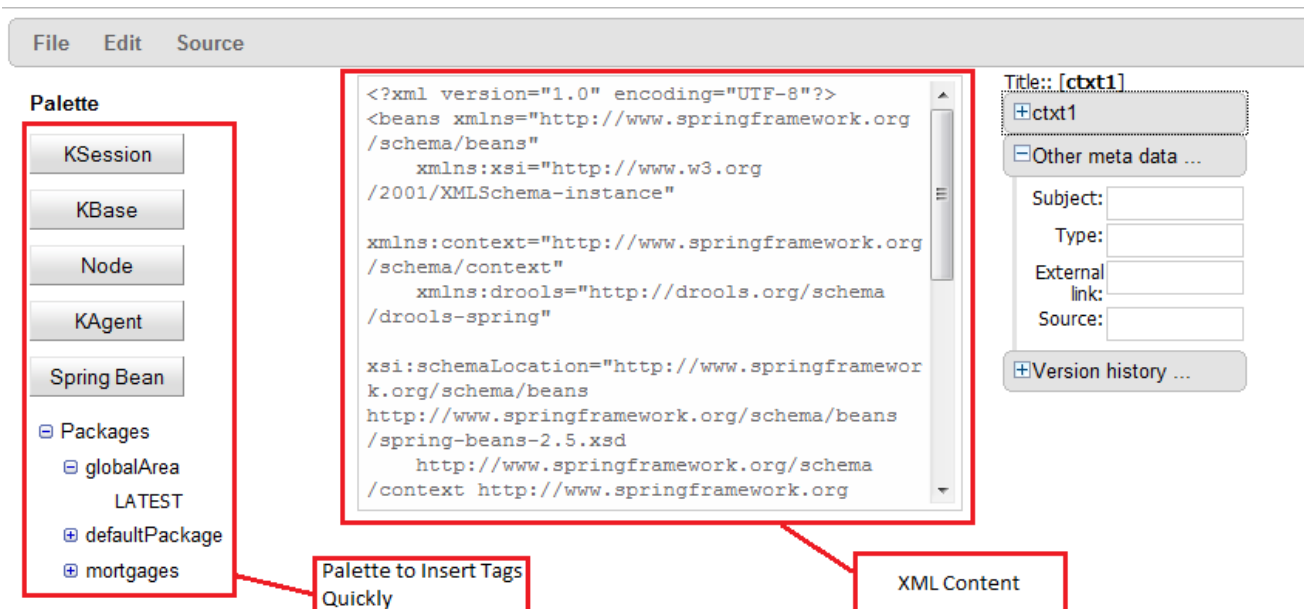 File Edit Source
Palette
KSession
KBase
Node
KAgent
Spring Bean
Packages
globalArea
LATEST
defaultPackage
mortgages
<?xml version="1.0" encoding="UTF-8"?>
<beans xmlns="http://www.springframework.org
/schema/beans"
xmlns:xsi="http://www.w3.org
/2001/XMLSchema-instance"
xmlns:context="http://www.springframework.org
/schema/context"
xmlns:drools="http://drools.org/schema
/drools-spring"
xsi:schemaLocation="http://www.springframewor
k.org/schema/beans
http://www.springframework.org/schema/beans
/spring-beans-2.5.xsd
http://www.springframework.org/schema
/context http://www.springframework.org
Title:: [ctxt1]
ctxt1
Other meta data ...
Subject:
Type:
External
link:
Source:
Version history ...
Palette to Insert Tags
Quickly
XML Content